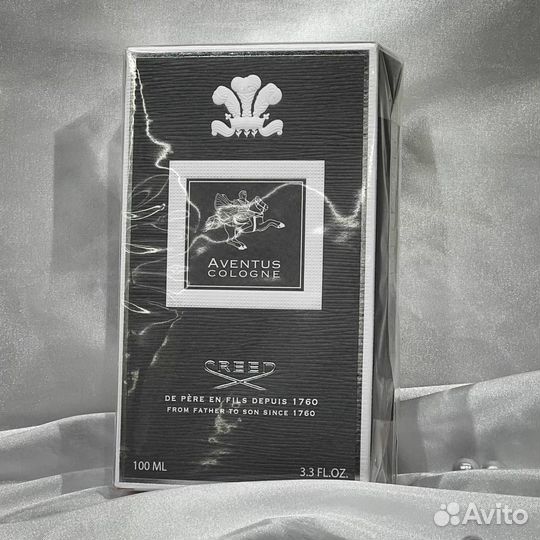 AVENTUS
COLOGNE
CREED
DE PÈRE EN FILS DEPUIS 1760
FROM FATHER TO SON SINCE 1760
100 ML
3.3 FL.OZ.
Avito